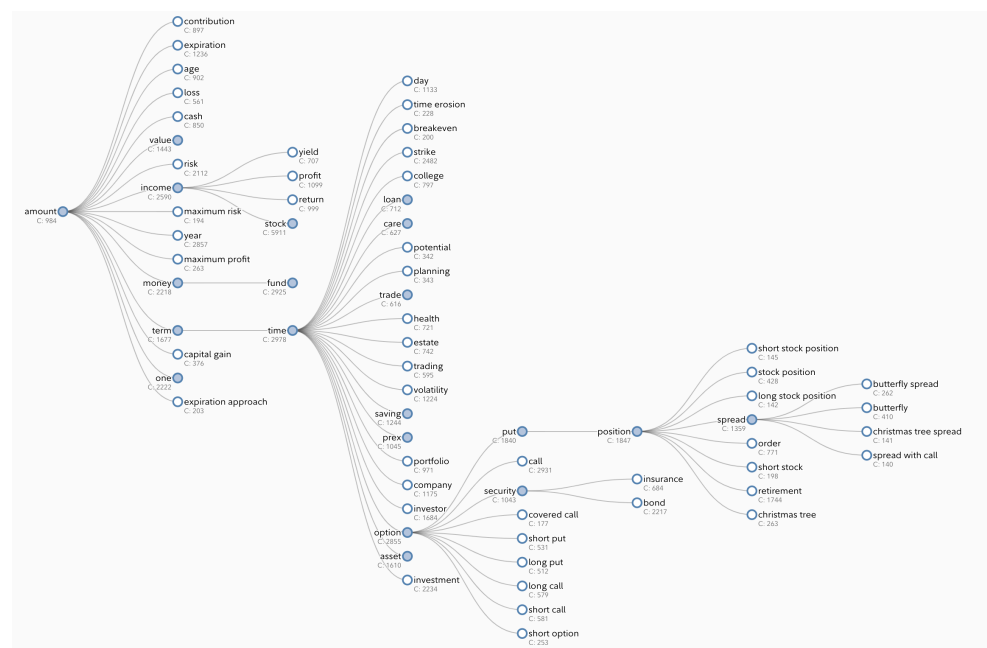 contribution
C: 897
expiration
C: 1236
age
C: 902
loss
C: 561
cash
C: 850
value
C: 1443
risk
C: 2112
income
C: 2590
amount
C: 984
maximum risk
C: 194
year
C: 2857
maximum profit
C: 263
money
C: 2218
term
C: 1677
capital gain
C: 376
one
C: 2222
expiration approach
C: 203
yield
C: 707
profit
C: 1099
return
C: 999
stock
C: 5911
fund
C: 2925
time
C: 2978
day
C: 1133
time erosion
C: 228
breakeven
C: 200
strike
C: 2482
college
C: 797
loan
C: 712
care
C: 627
potential
C: 342
planning
C: 343
trade
C: 616
health
C: 721
estate
C: 742
trading
C: 595
volatility
C: 1224
saving
C: 1244
prex
C: 1045
portfolio
C: 971
company
C: 1175
investor
C: 1684
option
C: 2855
asset
C: 1610
investment
C: 2234
put
C: 1840
call
C: 2931
security
C: 1043
covered call
C: 177
short put
C: 531
long put
C: 512
long call
C: 579
short call
C: 581
short option
C: 253
position
C: 1847
insurance
C: 684
bond
C: 2217
short stock position
C: 145
stock position
C: 428
long stock position
C: 142
spread
C: 1359
order
C: 771
short stock
C: 198
retirement
C: 1744
christmas tree
C: 263
butterfly spread
C: 262
butterfly
C: 410
christmas tree spread
C: 141
spread with call
C: 140